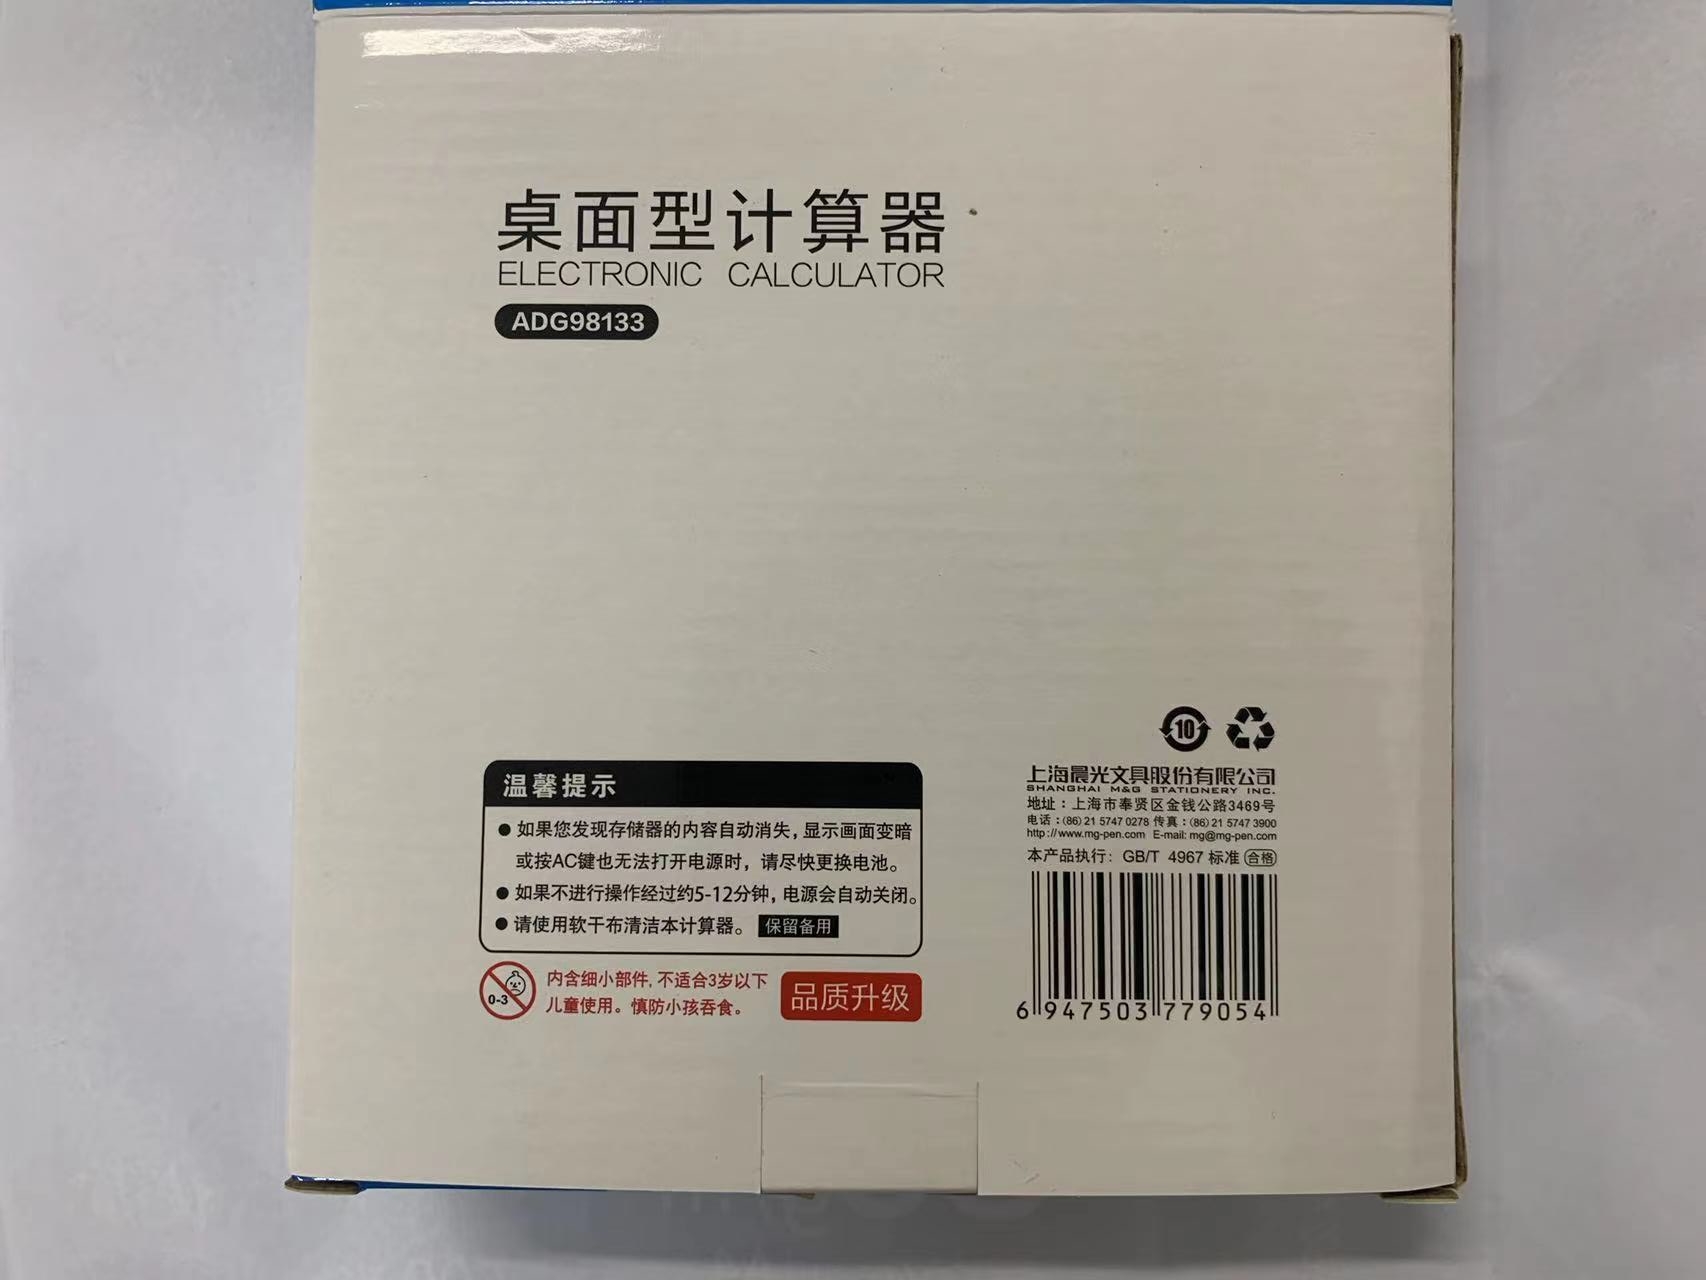 桌面型计算器
ELECTRONIC CALCULATOR
ADG98133
温馨提示
● 如果您发现存储器的内容自动消失，显示画面变暗
或按AC键也无法打开电源时，请尽快更换电池。
● 如果不进行操作经过约5-12分钟，电源会自动关闭。
● 请使用软干布清洁本计算器。 保留备用
0-3
内含细小部件, 不适合3岁以下
儿童使用。慎防小孩吞食。
品质升级
10
上海晨光文具股份有限公司
SHANGHAI M&G STATIONERY INC.
地址：上海市奉贤区金钱公路3469号
电话：(86) 21 5747 0278 传真：(86) 21 5747 3900
http://www.mg-pen.com E-mail: mg@mg-pen.com
本产品执行：GB/T 4967 标准 合格
6 947503 779054